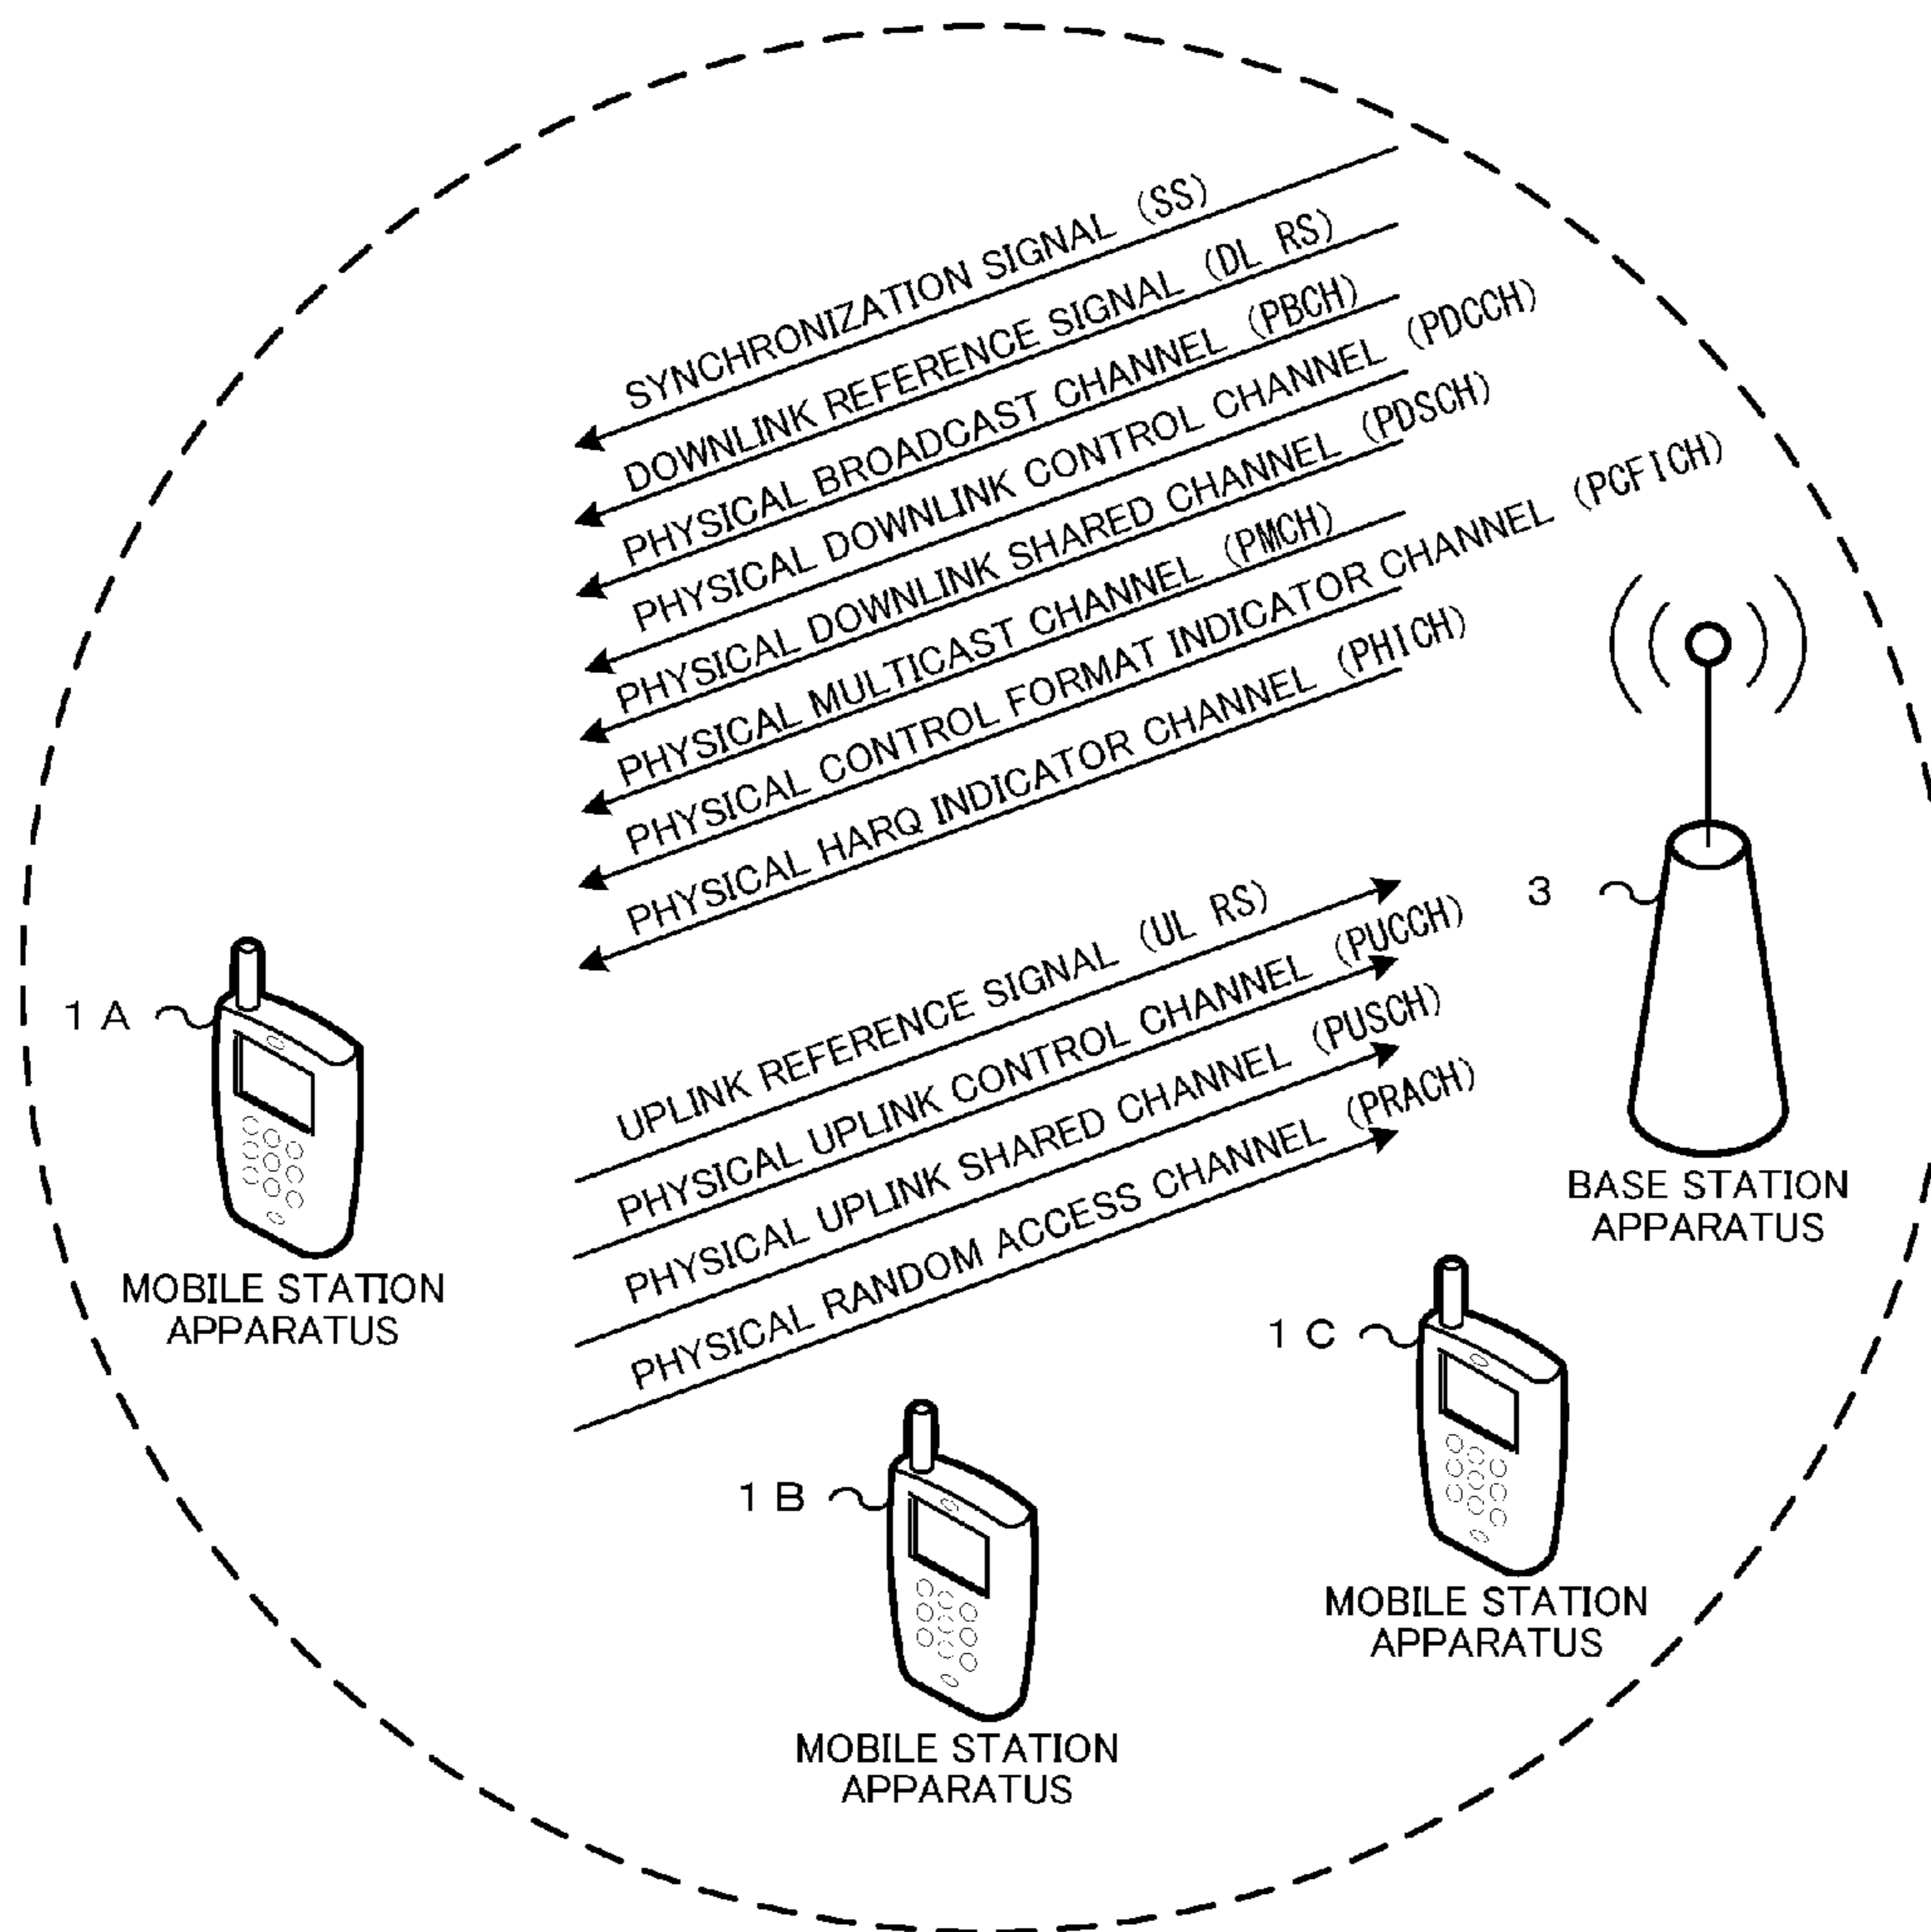 SYNCHRONIZATION SIGNAL (SS)
DOWNLINK REFERENCE SIGNAL (DL RS)
PHYSICAL BROADCAST CHANNEL (PBCH)
PHYSICAL DOWNLINK CONTROL CHANNEL (PDCCH)
PHYSICAL DOWNLINK SHARED CHANNEL (PDSCH)
PHYSICAL MULTICAST CHANNEL (PMCH)
PHYSICAL CONTROL FORMAT INDICATOR CHANNEL (PCFICH)
PHYSICAL HARQ INDICATOR CHANNEL (PHICH)
UPLINK REFERENCE SIGNAL (UL RS)
PHYSICAL UPLINK CONTROL CHANNEL (PUCCH)
PHYSICAL UPLINK SHARED CHANNEL (PUSCH)
PHYSICAL RANDOM ACCESS CHANNEL (PRACH)
3
BASE STATION
APPARATUS
1A
MOBILE STATION
APPARATUS
1B
MOBILE STATION
APPARATUS
1C
MOBILE STATION
APPARATUS